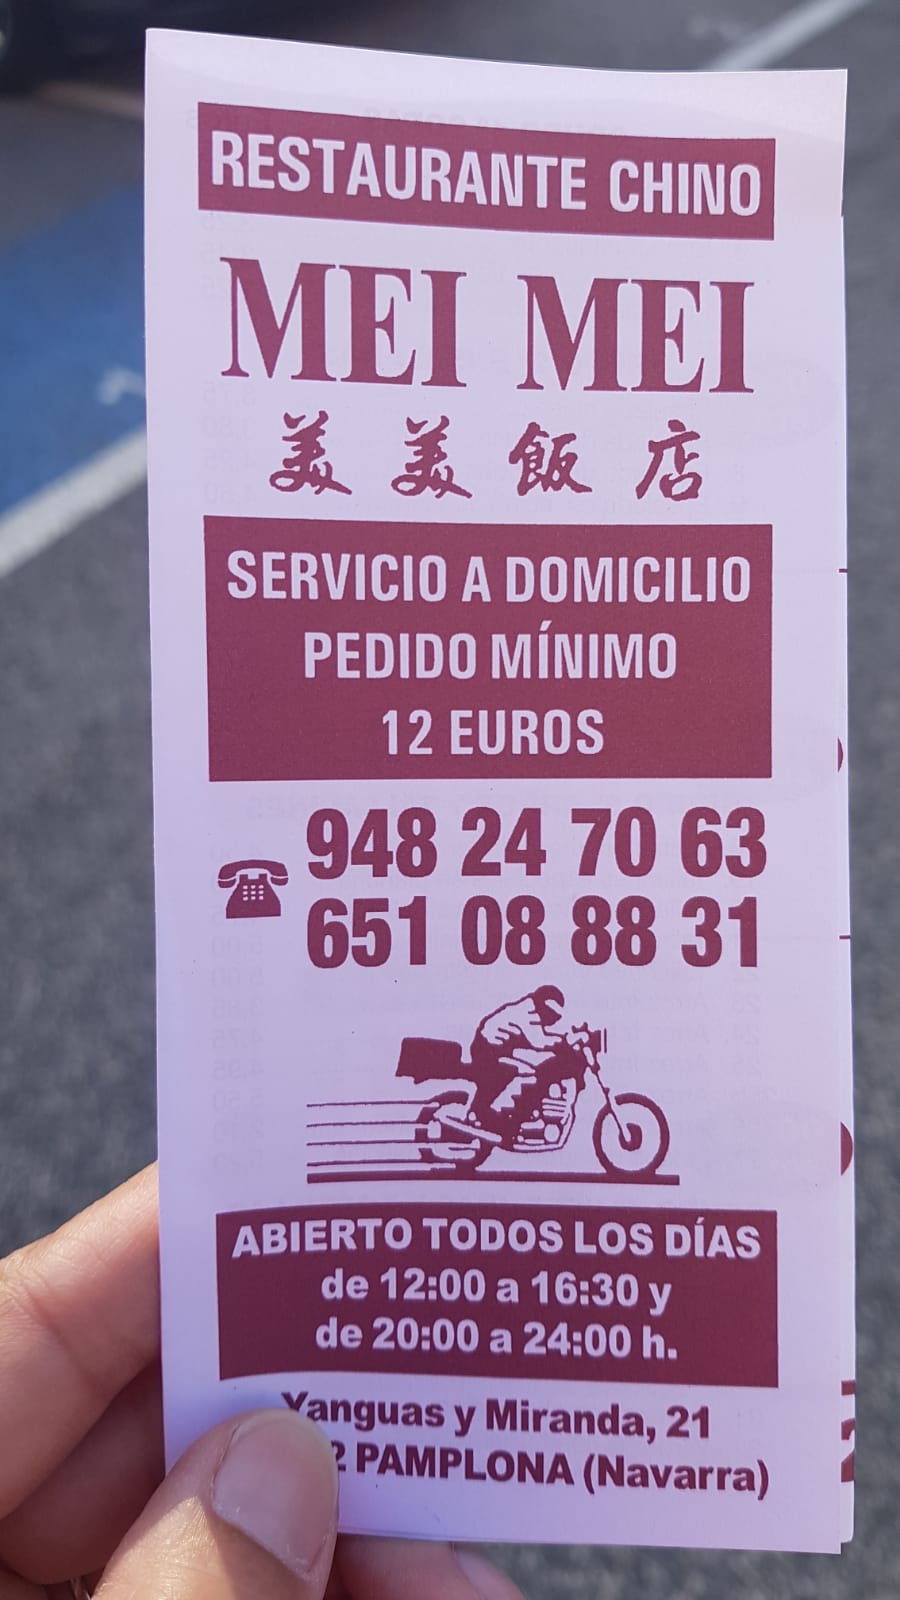 RESTAURANTE CHINO
MEI MEI
美美飯店
SERVICIO A DOMICILIO
PEDIDO MÍNIMO
12 EUROS
948 24 70 63
651 08 88 31
ABIERTO TODOS LOS DÍAS
de 12:00 a 16:30 y
de 20:00 a 24:00 h.
Yanguas y Miranda, 21
2 PAMPLONA (Navarra)